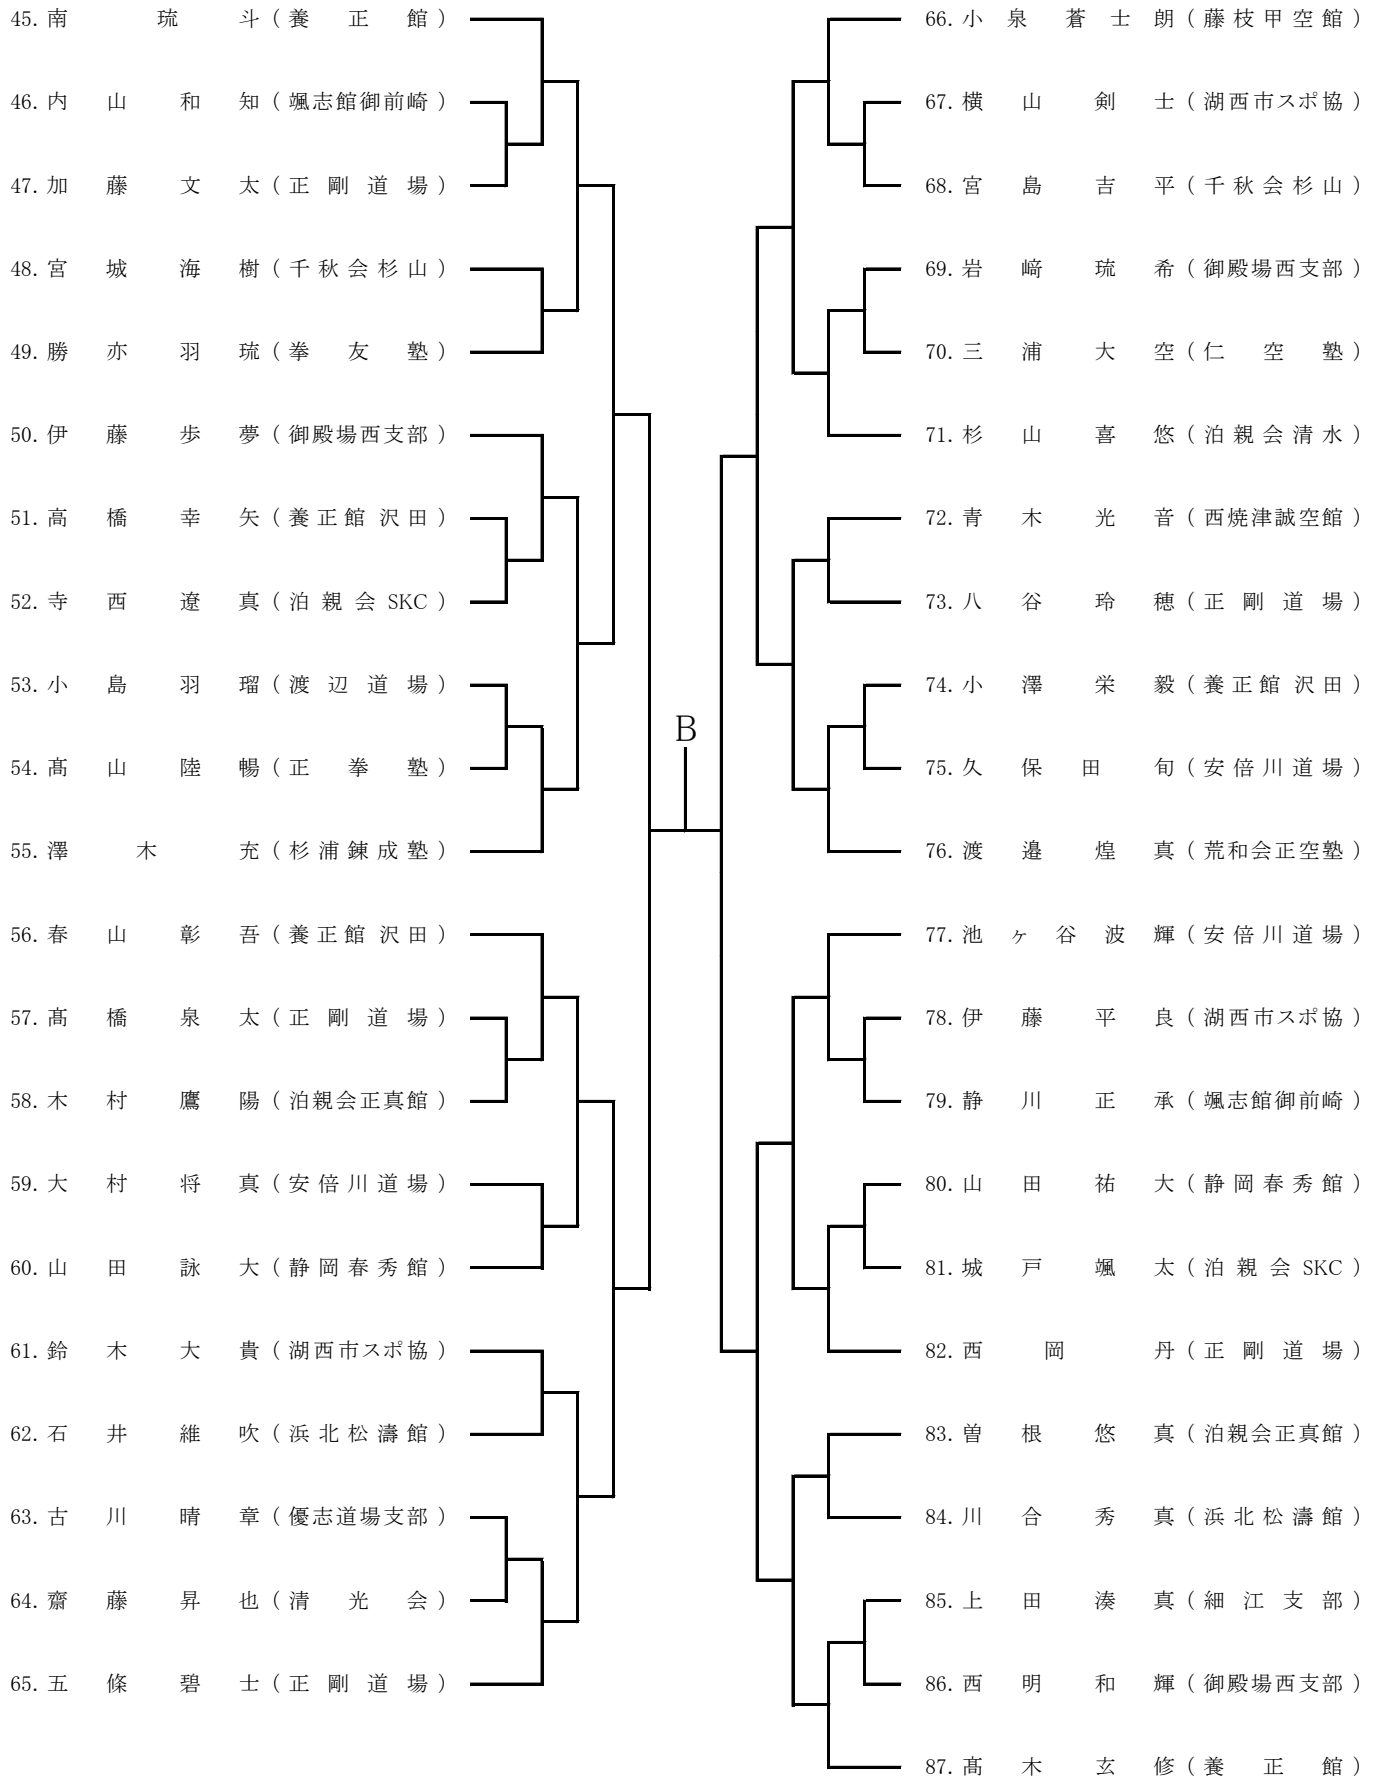 45. 南琉斗（養正館）
46. 内山和知（颯志館御前崎）
47. 加藤文太（正剛道場）
48. 宮城海樹（千秋会杉山）
49. 勝亦羽琉（拳友塾）
50. 伊藤歩夢（御殿場西支部）
51. 高橋幸矢（養正館沢田）
52. 寺西遼真（泊親会SKC）
53. 小島羽瑠（渡辺道場）
54. 髙山陸暢（正拳塾）
55. 澤木充（杉浦錬成塾）
56. 春山彰吾（養正館沢田）
57. 髙橋泉太（正剛道場）
58. 木村鷹陽（泊親会正真館）
59. 大村将真（安倍川道場）
60. 山田詠大（静岡春秀館）
61. 鈴木大貴（湖西市スポ協）
62. 石井維吹（浜北松濤館）
63. 古川晴章（優志道場支部）
64. 齋藤昇也（清光会）
65. 五條碧士（正剛道場）
B
66. 小泉蒼士朗（藤枝甲空館）
67. 横山剣士（湖西市スポ協）
68. 宮島吉平（千秋会杉山）
69. 岩﨑琉希（御殿場西支部）
70. 三浦大空（仁空塾）
71. 杉山喜悠（泊親会清水）
72. 青木光音（西焼津誠空館）
73. 八谷玲穂（正剛道場）
74. 小澤栄毅（養正館沢田）
75. 久保田旬（安倍川道場）
76. 渡邉煌真（荒和会正空塾）
77. 池ヶ谷波輝（安倍川道場）
78. 伊藤平良（湖西市スポ協）
79. 静川正承（颯志館御前崎）
80. 山田祐大（静岡春秀館）
81. 城戸颯太（泊親会SKC）
82. 西岡丹（正剛道場）
83. 曽根悠真（泊親会正真館）
84. 川合秀真（浜北松濤館）
85. 上田湊真（細江支部）
86. 西明和輝（御殿場西支部）
87. 髙木玄修（養正館）